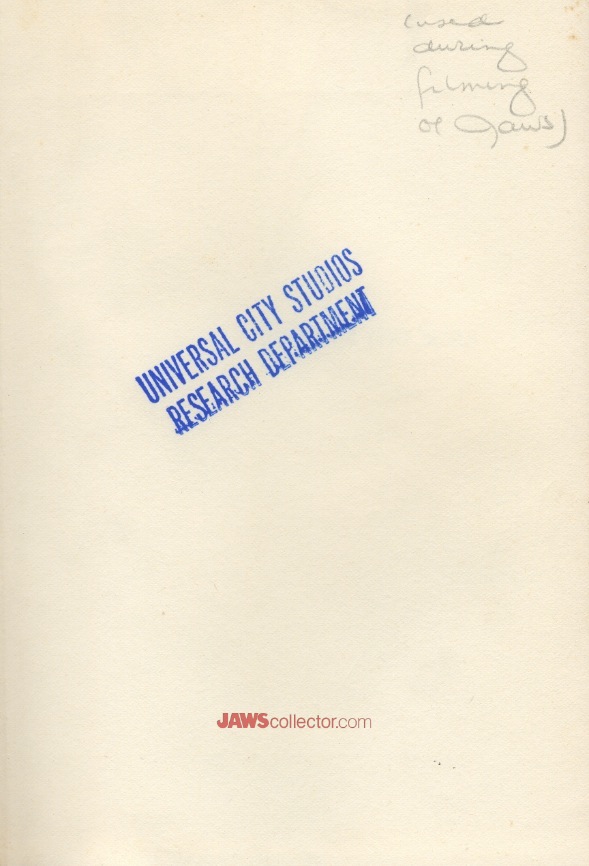 (used
during
filming
of Jaws)
UNIVERSAL CITY STUDIOS
RESEARCH DEPARTMENT
JAWScollector.com